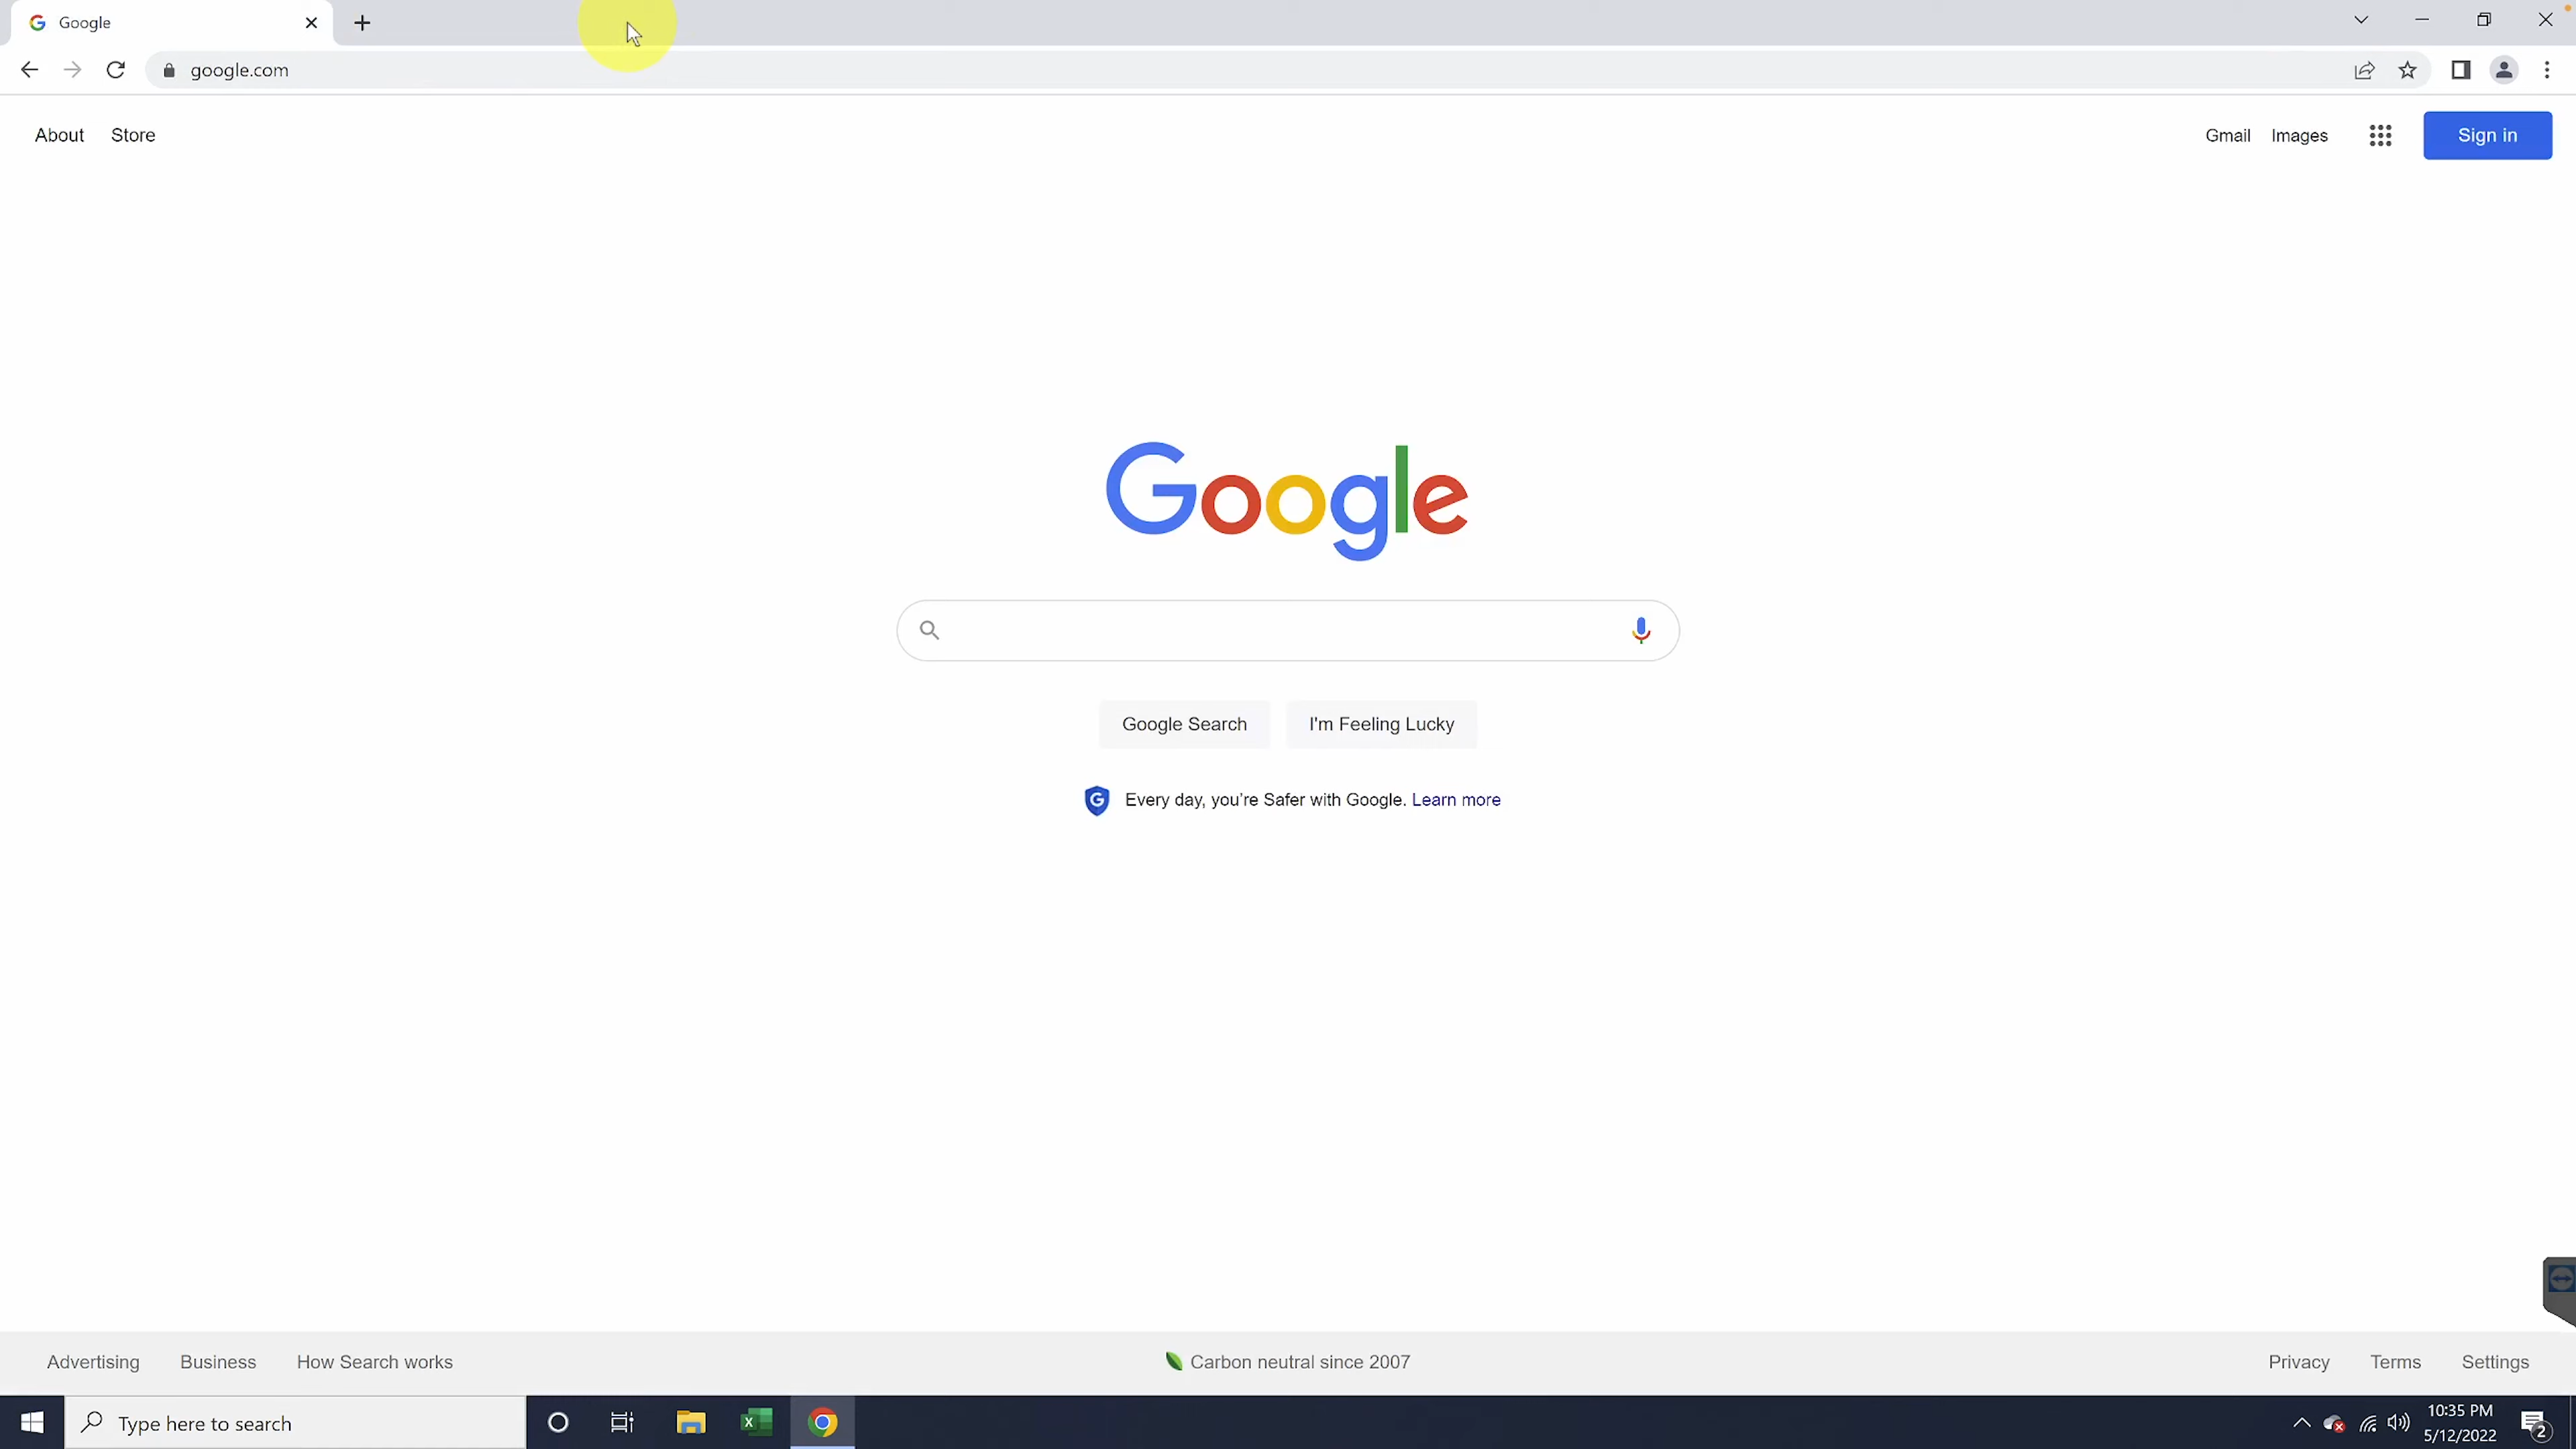 Google
google.com
About Store
Gmail Images Sign in
Google
Google Search I'm Feeling Lucky
Every day, you're Safer with Google. Learn more
Advertising Business How Search works
Carbon neutral since 2007
Privacy Terms Settings
Type here to search
10:35 PM
5/12/2022
2